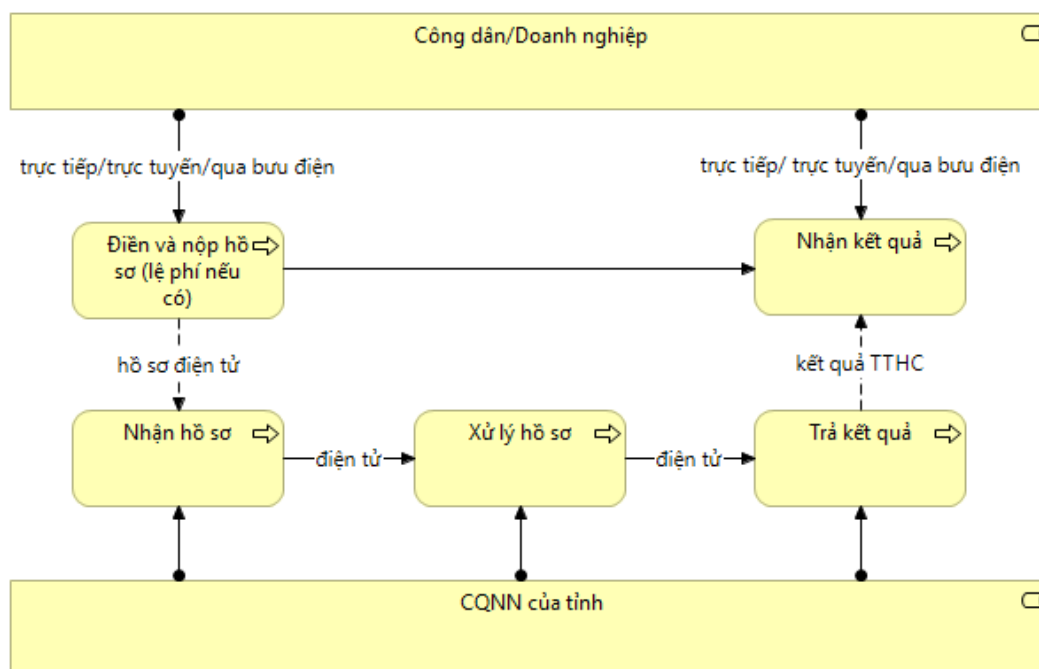 Công dân/Doanh nghiệp
trực tiếp/trực tuyến/qua bưu điện
trực tiếp/ trực tuyến/qua bưu điện
Điền và nộp hồ
sơ (lệ phí nếu
có)
Nhận kết quả
hồ sơ điện tử
kết quả TTHC
Nhận hồ sơ
điện tử
Xử lý hồ sơ
điện tử
Trả kết quả
CQNN của tỉnh